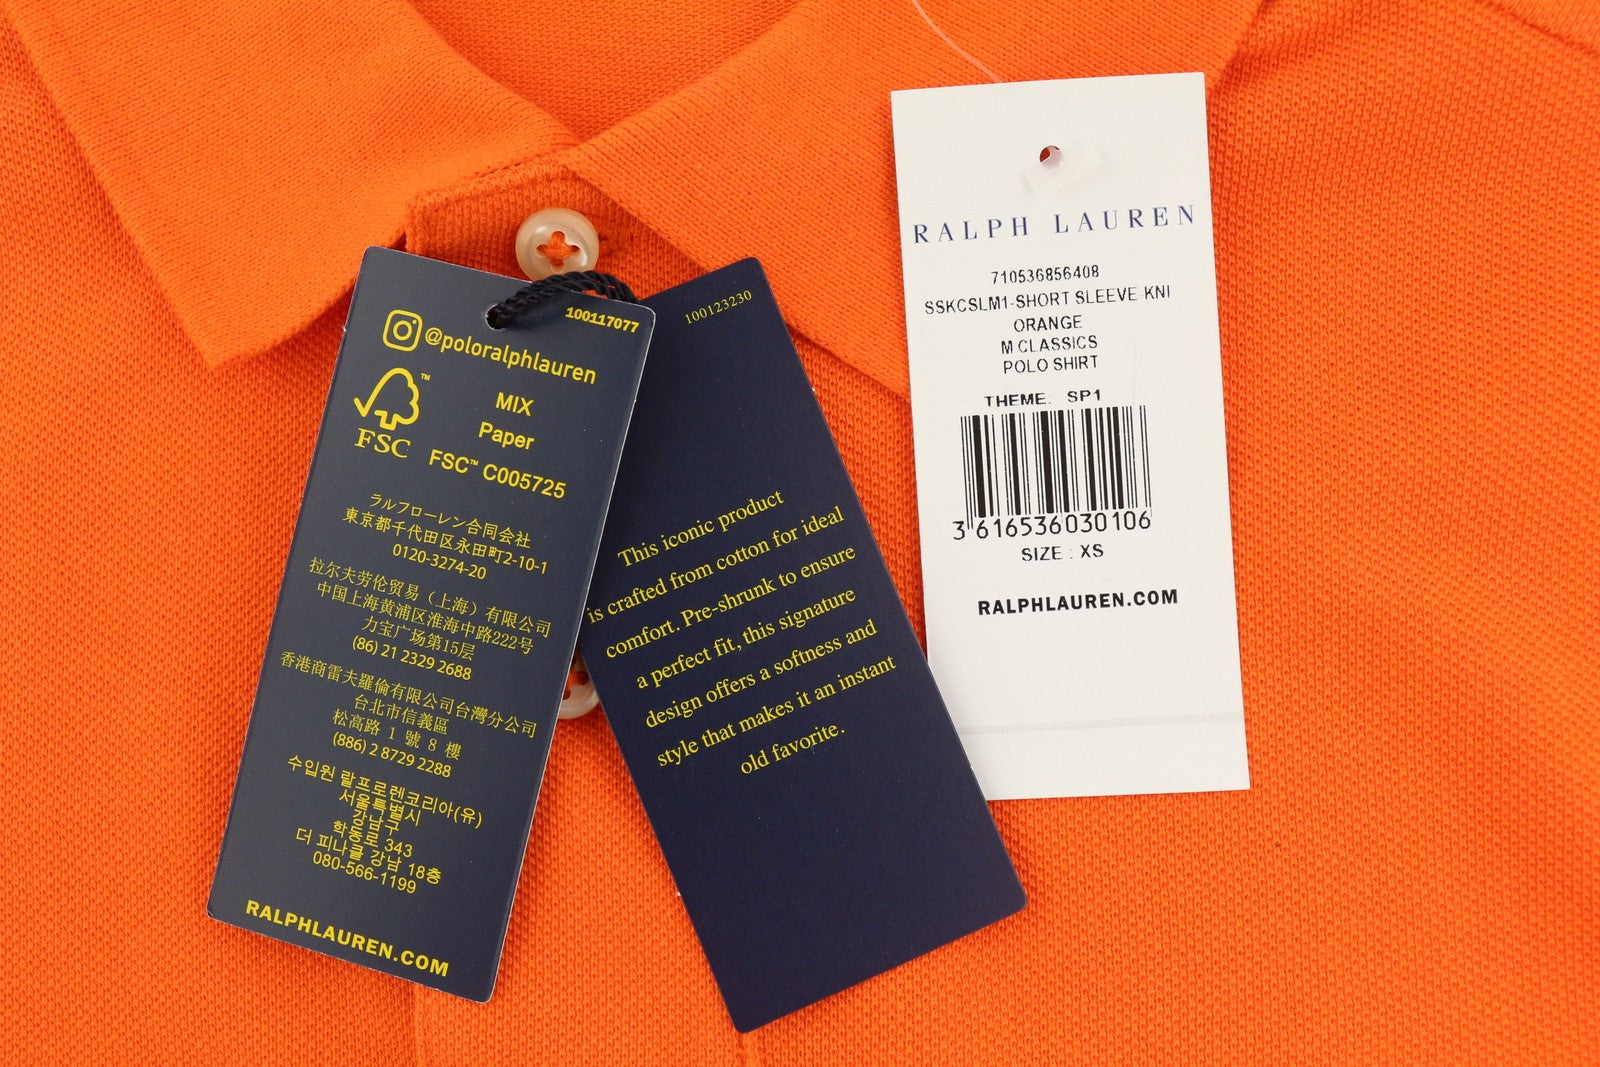 100117077
@poloralphlauren
FSC
MIX
Paper
FSC™ C005725
ラルフローレン合同会社
東京都千代田区永田町2-10-1
0120-3274-20
拉尔夫劳伦贸易（上海）有限公司
中国上海黄浦区淮海中路222号
力宝广场第15层
(86) 21 2329 2688
香港商雷夫羅倫有限公司台灣分公司
台北市信義區
松高路 1 號 8 樓
(886) 2 8729 2288
수입원 랄프로렌코리아(유)
서울특별시
강남구
학동로 343
더 피나클 강남 18층
080-566-1199
RALPHLAUREN.COM
100123230
This iconic product
is crafted from cotton for ideal
comfort. Pre-shrunk to ensure
a perfect fit, this signature
design offers a softness and
style that makes it an instant
old favorite.
RALPH LAUREN
710536856408
SSKCSLM1-SHORT SLEEVE-KNI
ORANGE
M CLASSICS
POLO SHIRT
THEME: SP1
3 616536030106
SIZE : XS
RALPHLAUREN.COM